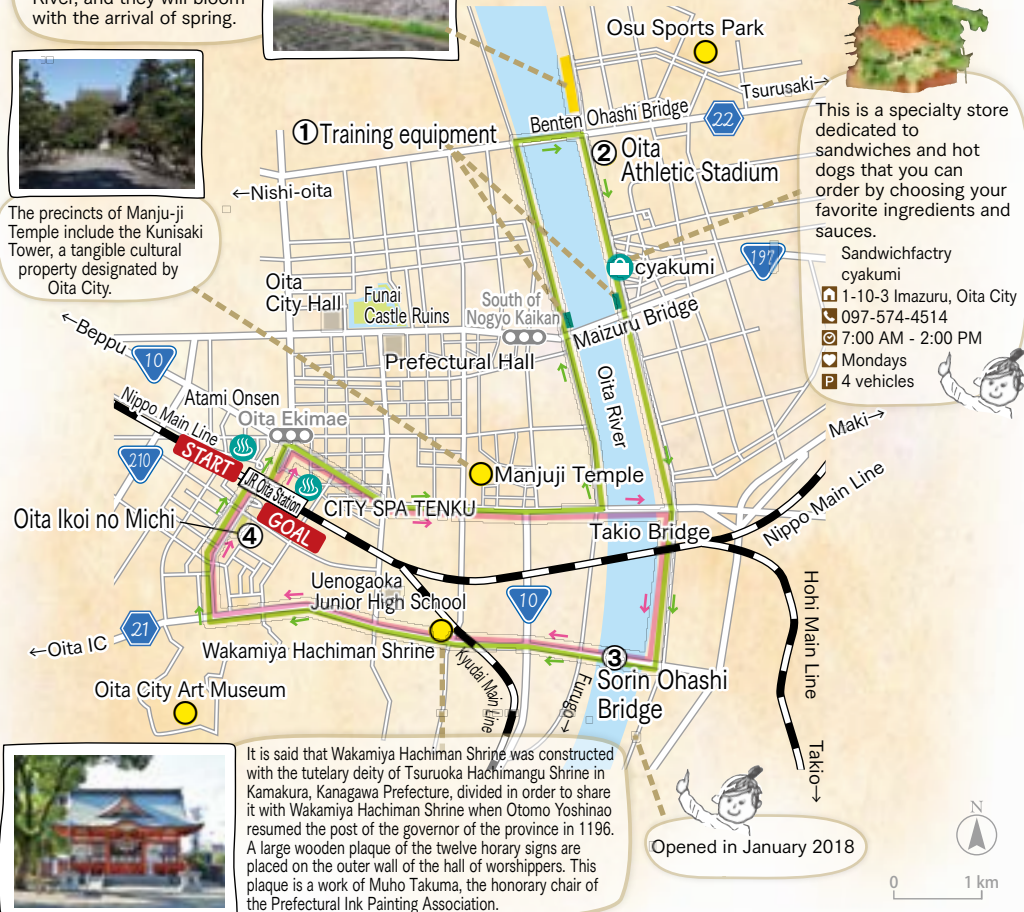 River, and they will bloom
with the arrival of spring.
Osu Sports Park
Tsurusaki→
Benten Ohashi Bridge
22
①Training equipment
② Oita
Athletic Stadium
←Nishi-oita
This is a specialty store
dedicated to
sandwiches and hot
dogs that you can
order by choosing your
favorite ingredients and
sauces.
Sandwichfactry
cyakumi
1-10-3 Imazuru, Oita City
097-574-4514
7:00 AM - 2:00 PM
Mondays
P 4 vehicles
The precincts of Manju-ji
Temple include the Kunisaki
Tower, a tangible cultural
property designated by
Oita City.
197
cyakumi
Oita
City Hall
Funai
Castle Ruins
South of
Nogyo Kaikan
Maizuru Bridge
←Beppu
10
Prefectural Hall
Oita River
Atami Onsen
Nippo Main Line
Oita Ekimae
Maki→
210
START
JR Oita Station
GOAL
CITY SPA TENKU
Manjuji Temple
Oita Ikoi no Michi
④
Takio Bridge
Nippo Main Line
Uenogaoka
Junior High School
10
Hohi Main Line
21
←Oita IC
Wakamiya Hachiman Shrine
Kyudai Main Line
③
Sorin Ohashi
Bridge
Furugo→
Oita City Art Museum
Takio→
It is said that Wakamiya Hachiman Shrine was constructed
with the tutelary deity of Tsuruoka Hachimangu Shrine in
Kamakura, Kanagawa Prefecture, divided in order to share
it with Wakamiya Hachiman Shrine when Otomo Yoshinao
resumed the post of the governor of the province in 1196.
A large wooden plaque of the twelve horary signs are
placed on the outer wall of the hall of worshippers. This
plaque is a work of Muho Takuma, the honorary chair of
the Prefectural Ink Painting Association.
Opened in January 2018
N
0 1 km